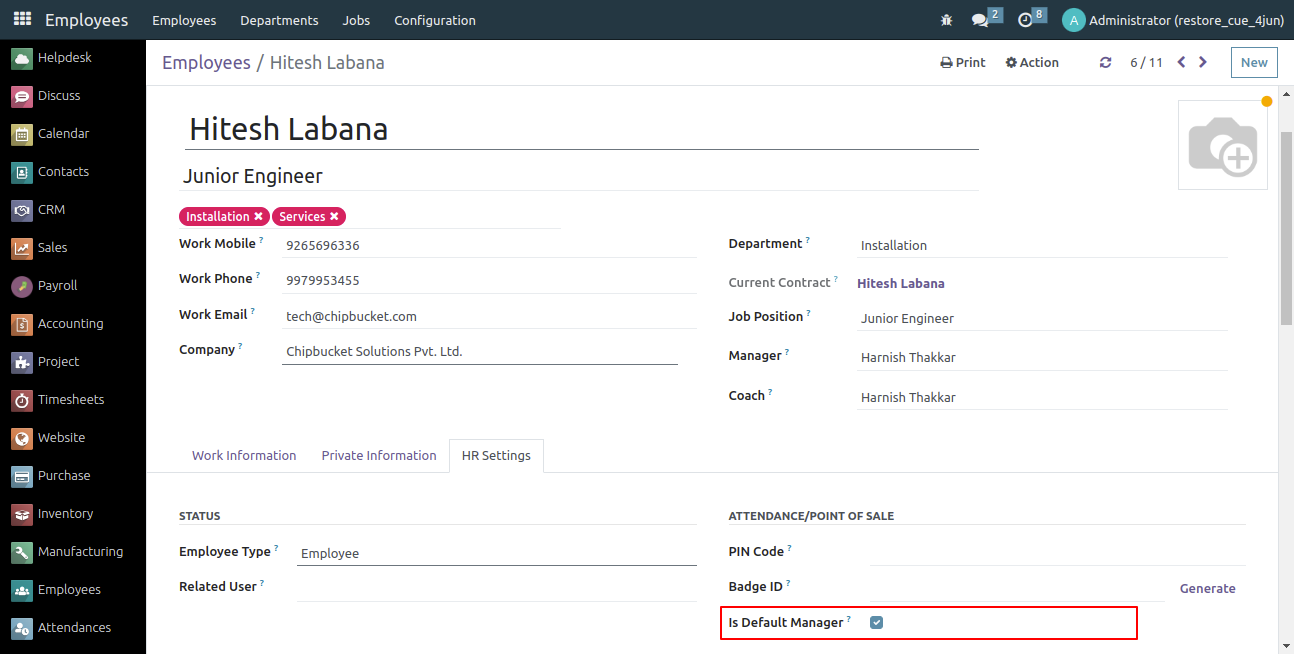 Employees Employees Departments Jobs Configuration 2 8 A Administrator (restore_cue_4jun)
Helpdesk
Discuss
Calendar
Contacts
CRM
Sales
Payroll
Accounting
Project
Timesheets
Website
Purchase
Inventory
Manufacturing
Employees
Attendances
Employees / Hitesh Labana Print Action 6 / 11 New
Hitesh Labana
Junior Engineer
Installation ✖ Services ✖
Work Mobile ? 9265696336
Work Phone ? 9979953455
Work Email ? tech@chipbucket.com
Company ? Chipbucket Solutions Pvt. Ltd.
Department ? Installation
Current Contract ? Hitesh Labana
Job Position ? Junior Engineer
Manager ? Harnish Thakkar
Coach ? Harnish Thakkar
Work Information Private Information HR Settings
STATUS
Employee Type ? Employee
Related User ?
ATTENDANCE/POINT OF SALE
PIN Code ?
Badge ID ? Generate
Is Default Manager ?